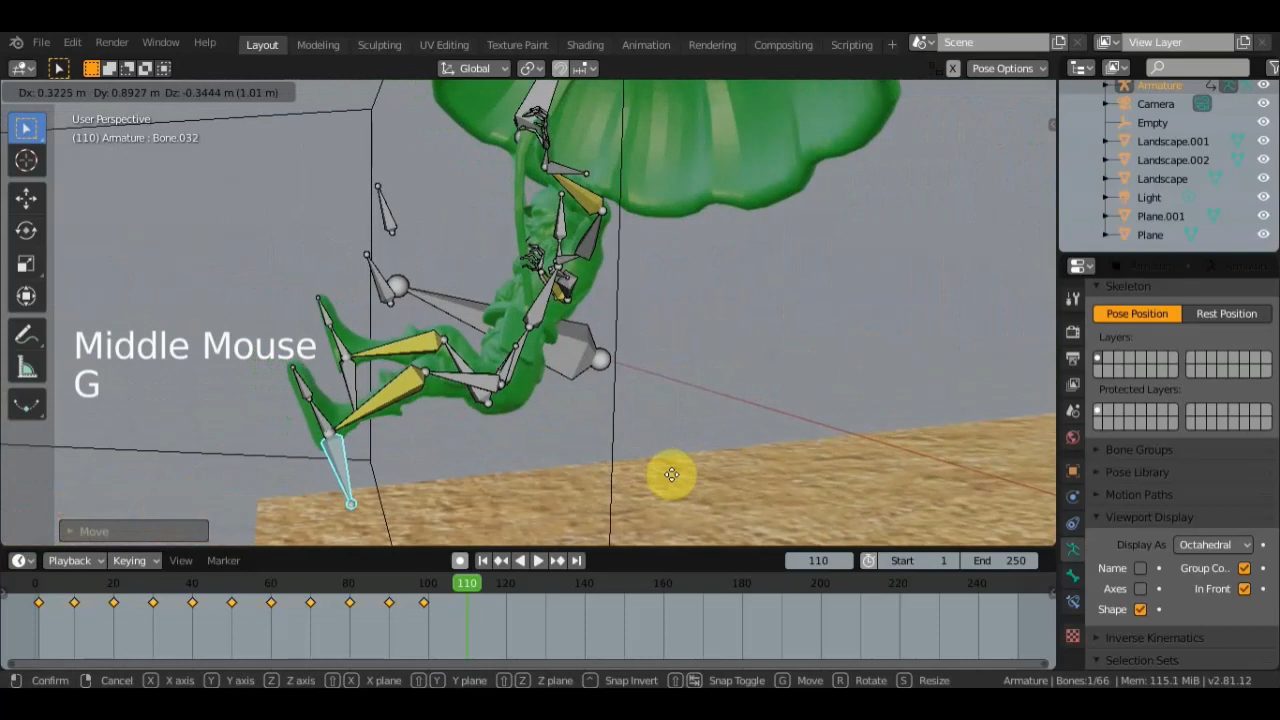 File Edit Render Window Help Layout Modeling Sculpting UV Editing Texture Paint Shading Animation Rendering Compositing Scripting + Scene View Layer
Global X Pose Options
Dx: 0.3225 m Dy: 0.8927 m Dz: -0.3444 m (1.01 m)
User Perspective
(110) Armature : Bone.032
Armature
Camera
Empty
Landscape.001
Landscape.002
Landscape
Light
Plane.001
Plane
Skeleton
Pose Position Rest Position
Layers:
Protected Layers:
Bone Groups
Pose Library
Motion Paths
Viewport Display
Display As Octahedral
Name Group Co..
Axes In Front
Shape
Inverse Kinematics
Selection Sets
Middle Mouse
G
Move
Playback Keying View Marker 110 Start 1 End 250
0 20 40 60 80 100 110 120 140 160 180 200 220 240
Confirm Cancel X X axis Y Y axis Z Z axis X X plane Y Y plane Z Z plane ^ Snap Invert Snap Toggle G Move R Rotate S Resize Armature | Bones:1/66 | Mem: 115.1 MiB | v2.81.12